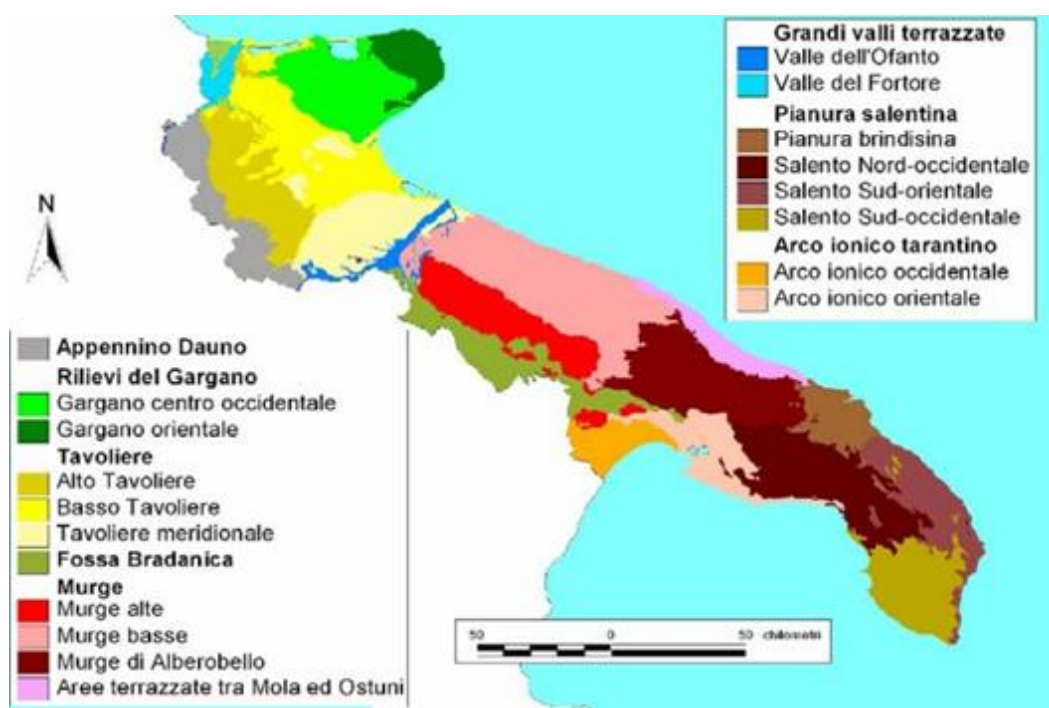 Grandi valli terrazzate
Valle dell'Ofanto
Valle del Fortore
Pianura salentina
Pianura brindisina
Salento Nord-occidentale
Salento Sud-orientale
Salento Sud-occidentale
Arco ionico tarantino
Arco ionico occidentale
Arco ionico orientale
N
Appennino Dauno
Rilievi del Gargano
Gargano centro occidentale
Gargano orientale
Tavoliere
Alto Tavoliere
Basso Tavoliere
Tavoliere meridionale
Fossa Bradanica
Murge
Murge alte
Murge basse
Murge di Alberobello
Aree terrazzate tra Mola ed Ostuni
50 0 50 chilometri